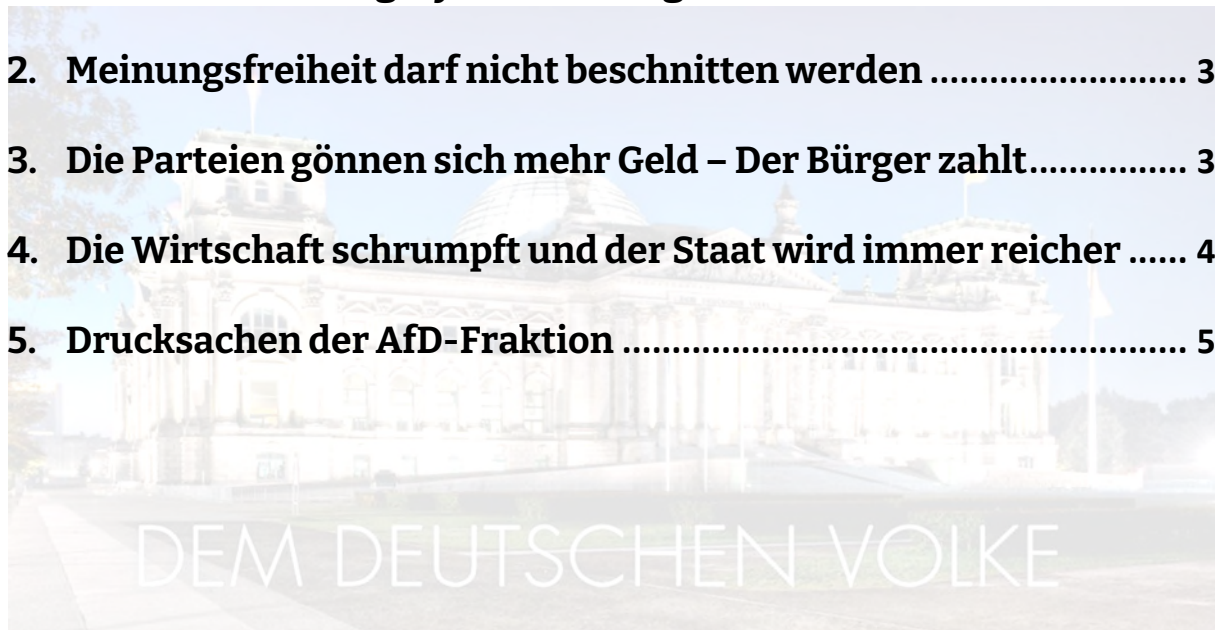 2. Meinungsfreiheit darf nicht beschnitten werden .......................... 3
3. Die Parteien gönnen sich mehr Geld – Der Bürger zahlt................ 3
4. Die Wirtschaft schrumpft und der Staat wird immer reicher ...... 4
5. Drucksachen der AfD-Fraktion ......................................................... 5
DEM DEUTSCHEN VOLKE